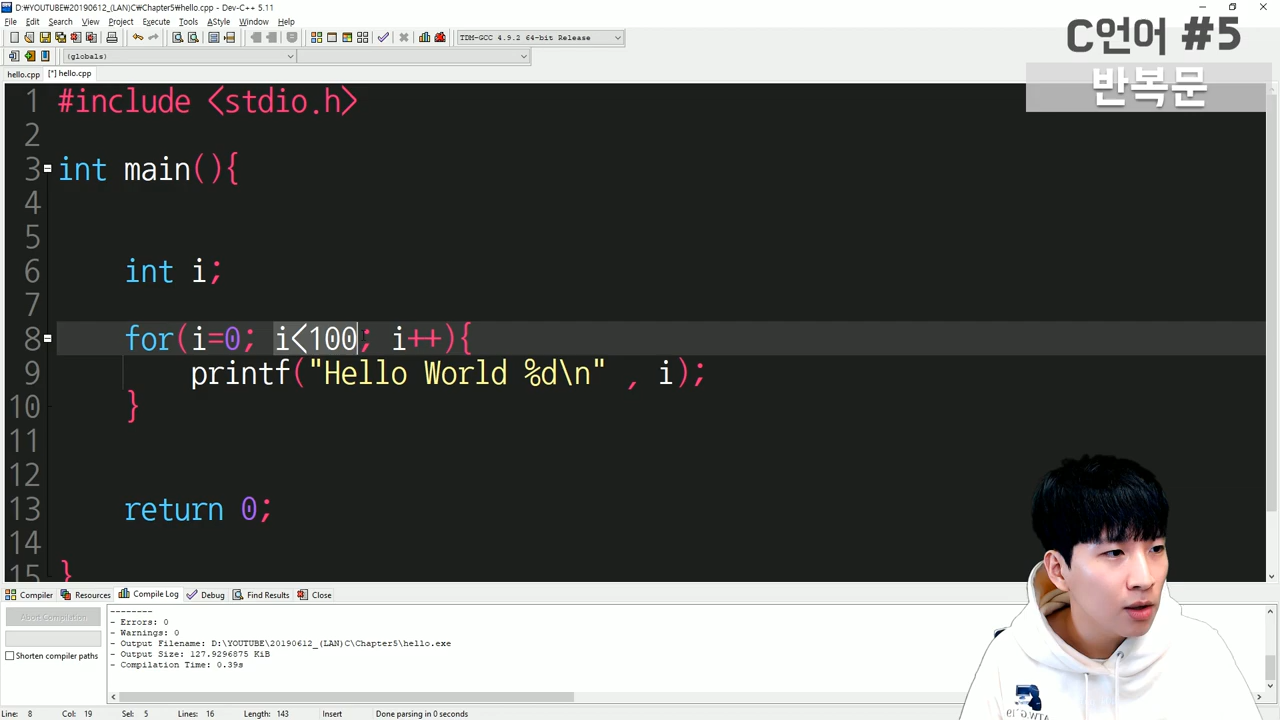 D:\YOUTUBE\20190612_(LAN)C\Chapter5\hello.cpp - Dev-C++ 5.11
File Edit Search View Project Execute Tools AStyle Window Help
TDM-GCC 4.9.2 64-bit Release
(globals)
hello.cpp [*] hello.cpp
C언어 #5
반복문
1 #include <stdio.h>
2
3 int main(){
4
5
6 int i;
7
8 for(i=0; i<100; i++){
9 printf("Hello World %d\n" , i);
10 }
11
12
13 return 0;
14
15 }
Compiler Resources Compile Log Debug Find Results Close
Abort Compilation
Shorten compiler paths
--------
- Errors: 0
- Warnings: 0
- Output Filename: D:\YOUTUBE\20190612_(LAN)C\Chapter5\hello.exe
- Output Size: 127.9296875 KiB
- Compilation Time: 0.39s
Line: 8 Col: 19 Sel: 5 Lines: 16 Length: 143 Insert Done parsing in 0 seconds